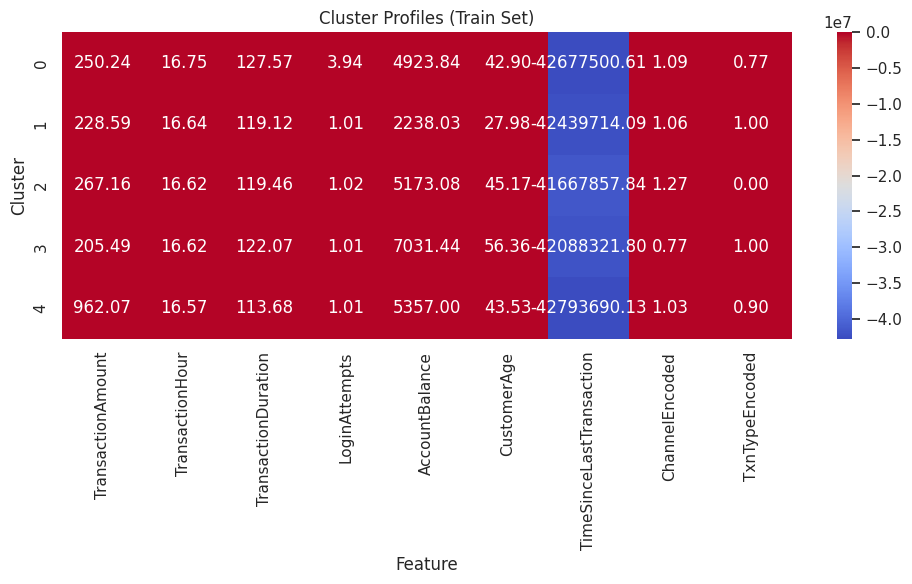 Cluster Profiles (Train Set)
1e7
0 250.24 16.75 127.57 3.94 4923.84 42.90 -42677500.61 1.09 0.77
1 228.59 16.64 119.12 1.01 2238.03 27.98 -42439714.09 1.06 1.00
2 267.16 16.62 119.46 1.02 5173.08 45.17 -41667857.84 1.27 0.00
3 205.49 16.62 122.07 1.01 7031.44 56.36 -42088321.80 0.77 1.00
4 962.07 16.57 113.68 1.01 5357.00 43.53 -42793690.13 1.03 0.90
Cluster
TransactionAmount
TransactionHour
TransactionDuration
LoginAttempts
AccountBalance
CustomerAge
TimeSinceLastTransaction
ChannelEncoded
TxnTypeEncoded
Feature
0.0
−0.5
−1.0
−1.5
−2.0
−2.5
−3.0
−3.5
−4.0